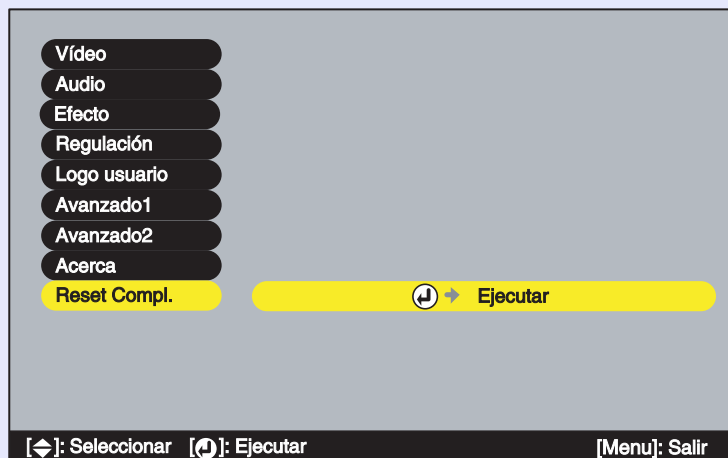 Vídeo
Audio
Efecto
Regulación
Logo usuario
Avanzado1
Avanzado2
Acerca
Reset Compl. Ejecutar
[ ]: Seleccionar [ ]: Ejecutar [Menu]: Salir